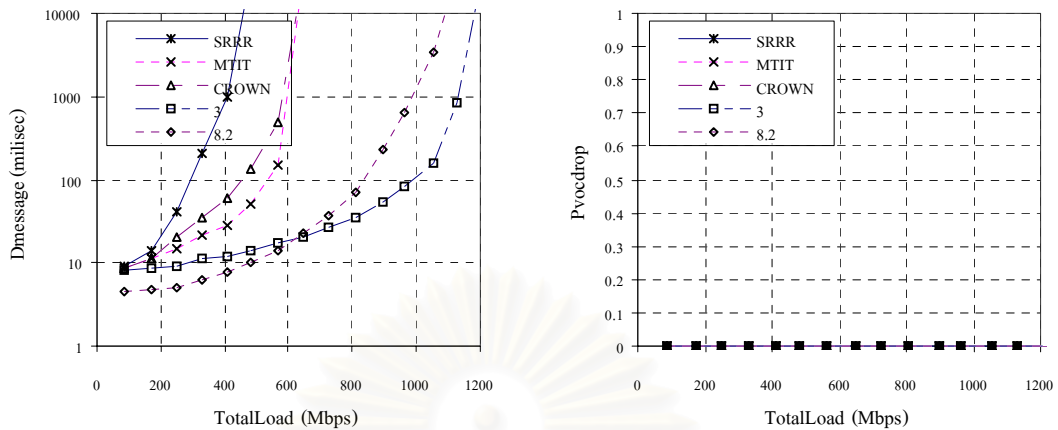 10000
1000
100
10
1
Dmessage (milisec)
SRRR
MTIT
CROWN
3
8.2
0 200 400 600 800 1000 1200
TotalLoad (Mbps)
1
0.9
0.8
0.7
0.6
0.5
0.4
0.3
0.2
0.1
0
Pvocdrop
SRRR
MTIT
CROWN
3
8.2
0 200 400 600 800 1000 1200
TotalLoad (Mbps)